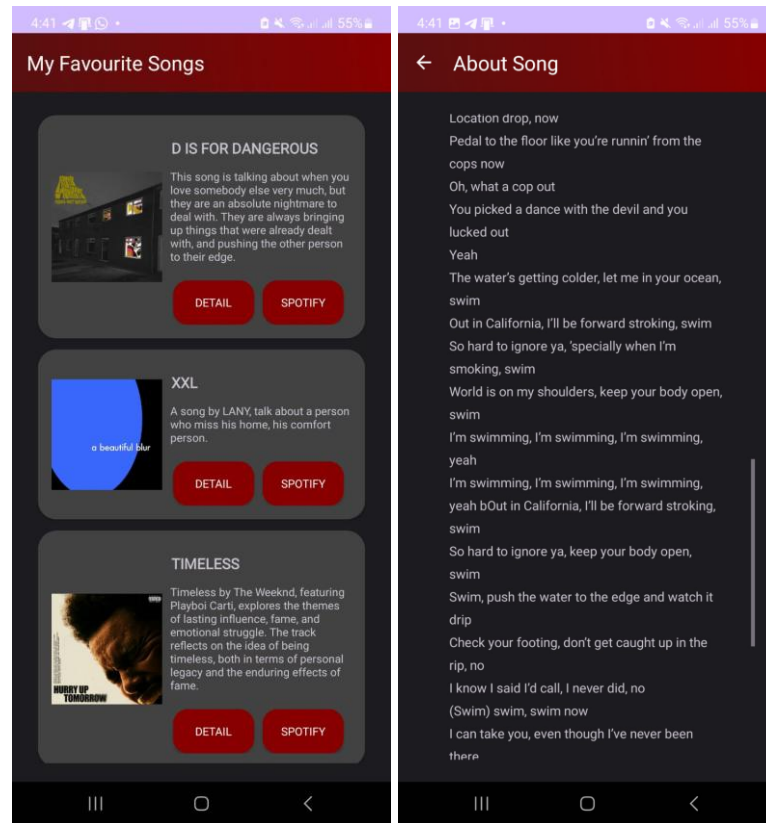 4:41
55%
My Favourite Songs
D IS FOR DANGEROUS
This song is talking about when you
love somebody else very much, but
they are an absolute nightmare to
deal with. They are always bringing
up things that were already dealt
with, and pushing the other person
to their edge.
DETAIL SPOTIFY
a beautiful blur
XXL
A song by LANY, talk about a person
who miss his home, his comfort
person.
DETAIL SPOTIFY
HURRY UP
TOMORROW
TIMELESS
Timeless by The Weeknd, featuring
Playboi Carti, explores the themes
of lasting influence, fame, and
emotional struggle. The track
reflects on the idea of being
timeless, both in terms of personal
legacy and the enduring effects of
fame.
DETAIL SPOTIFY
4:41
55%
About Song
Location drop, now
Pedal to the floor like you’re runnin’ from the
cops now
Oh, what a cop out
You picked a dance with the devil and you
lucked out
Yeah
The water’s getting colder, let me in your ocean,
swim
Out in California, I’ll be forward stroking, swim
So hard to ignore ya, ’specially when I’m
smoking, swim
World is on my shoulders, keep your body open,
swim
I’m swimming, I’m swimming, I’m swimming,
yeah
I’m swimming, I’m swimming, I’m swimming,
yeah bOut in California, I’ll be forward stroking,
swim
So hard to ignore ya, keep your body open,
swim
Swim, push the water to the edge and watch it
drip
Check your footing, don’t get caught up in the
rip, no
I know I said I’d call, I never did, no
(Swim) swim, swim now
I can take you, even though I’ve never been
there